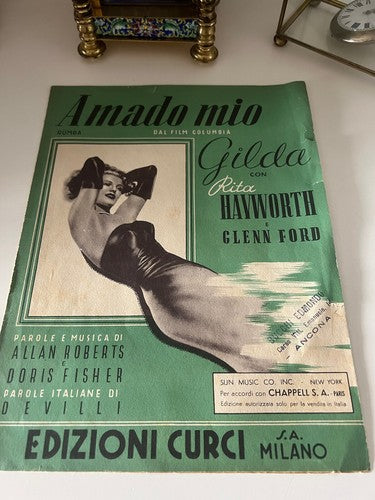 Amado mio
RUMBA
DAL FILM COLUMBIA
Gilda
CON
Rita
HAYWORTH
E
GLENN FORD
PAROLE E MUSICA DI
ALLAN ROBERTS
E
DORIS FISHER
PAROLE ITALIANE DI
DEVILLI
ANCONA
SUN MUSIC CO. INC. - NEW YORK
Per accordi con CHAPPELL S. A. - PARIS
Edizione autorizzata solo per la vendita in Italia
EDIZIONI CURCI S.A.
MILANO